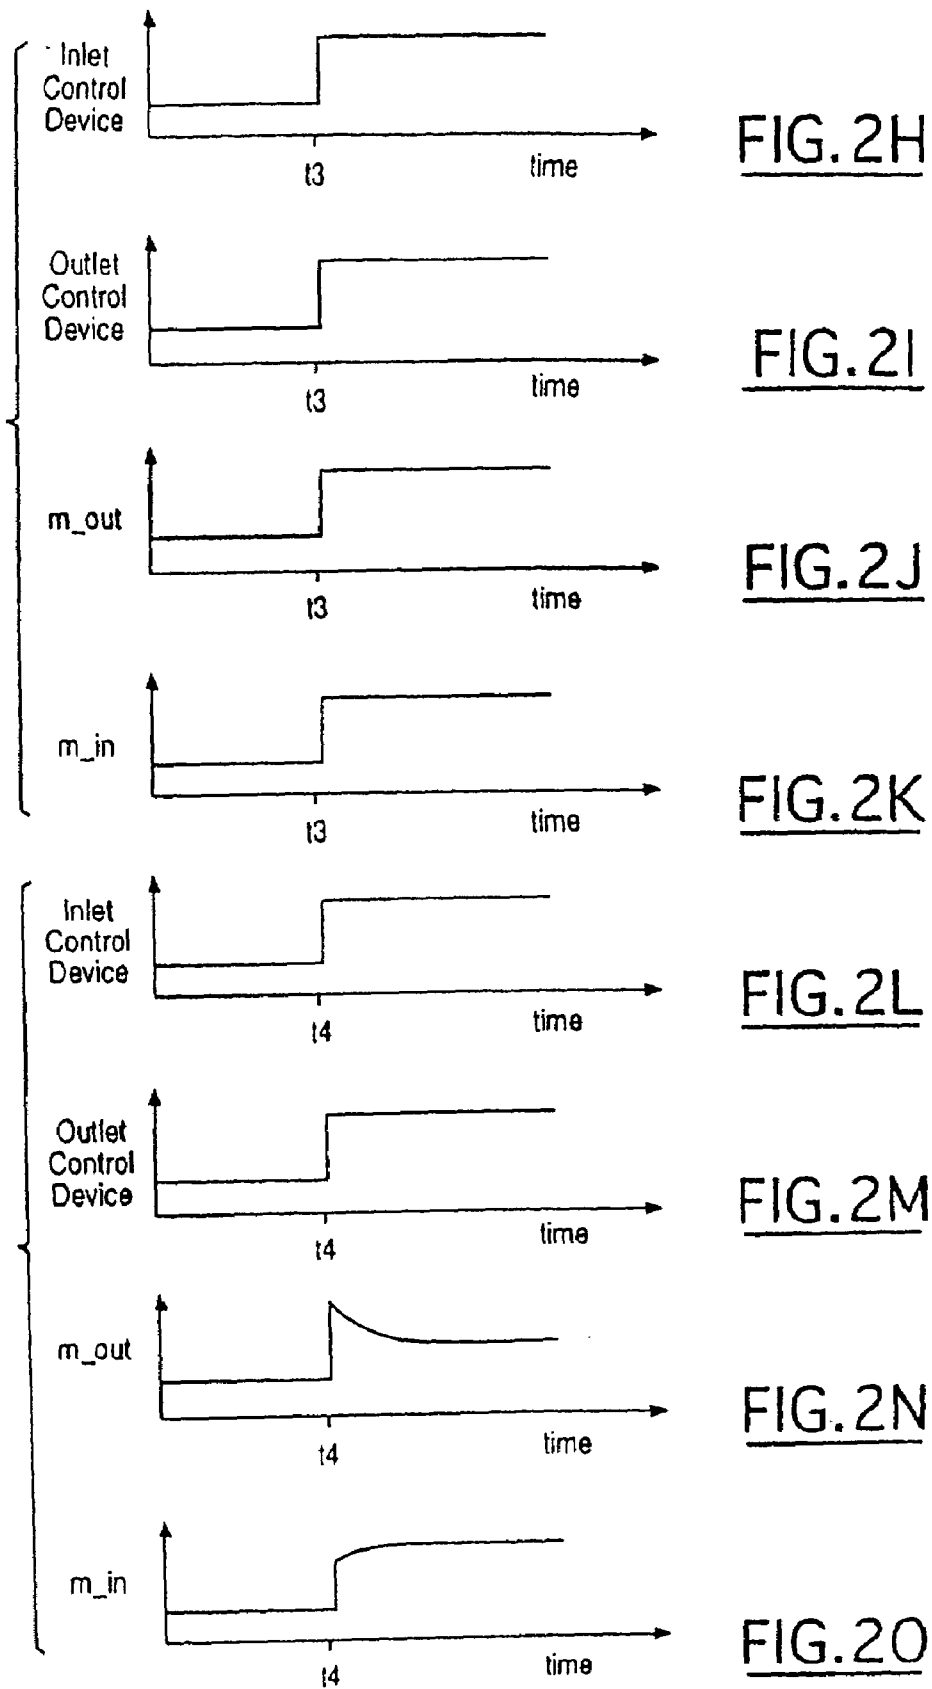 Inlet
Control
Device
t3
time
FIG.2H
Outlet
Control
Device
t3
time
FIG.2I
m_out
t3
time
FIG.2J
m_in
t3
time
FIG.2K
Inlet
Control
Device
t4
time
FIG.2L
Outlet
Control
Device
t4
time
FIG.2M
m_out
t4
time
FIG.2N
m_in
t4
time
FIG.2O